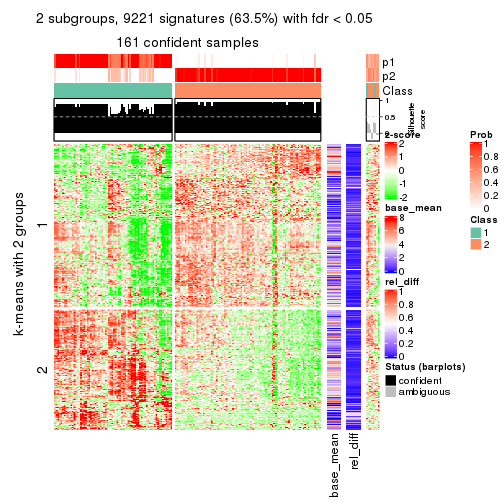 2 subgroups, 9221 signatures (63.5%) with fdr < 0.05
161 confident samples
p1
p2
Class
1
0.5
0
Silhouette
score
k-means with 2 groups
1
2
base_mean
rel_diff
z-score
2
1
0
-1
-2
base_mean
8
6
4
2
0
rel_diff
1
0.8
0.6
0.4
0.2
0
Status (barplots)
confident
ambiguous
Prob
1
0.8
0.6
0.4
0.2
0
Class
1
2